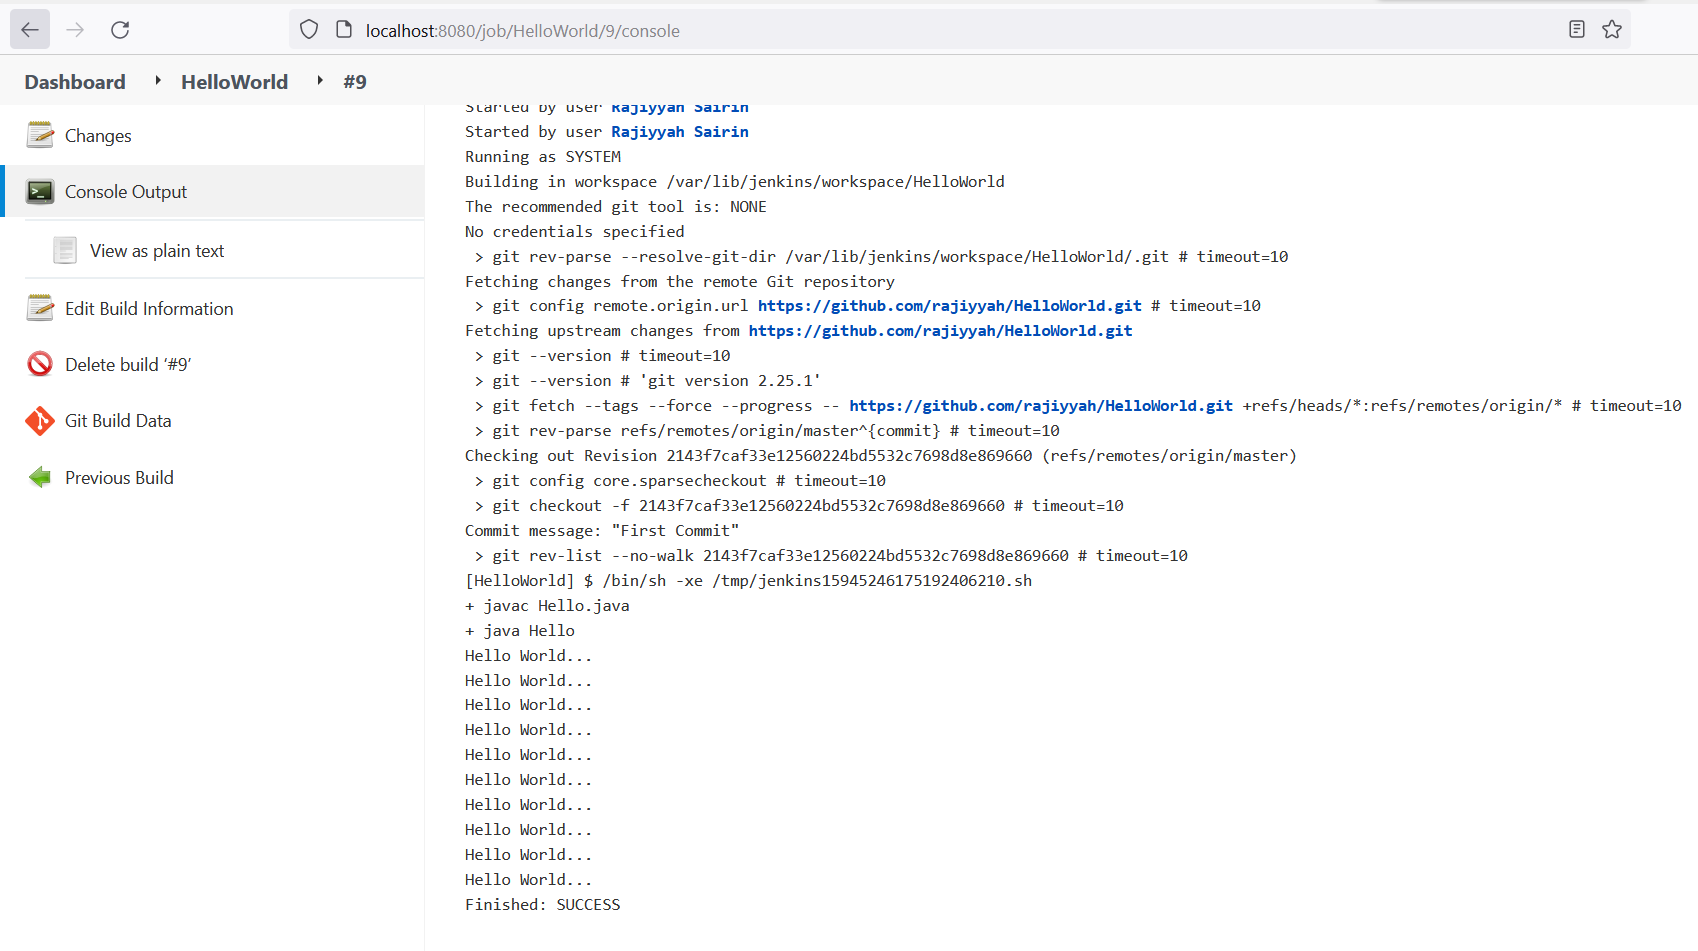 localhost:8080/job/HelloWorld/9/console
Dashboard HelloWorld #9
Changes
Console Output
View as plain text
Edit Build Information
Delete build ‘#9’
Git Build Data
Previous Build
Started by user Rajiyyah Sairin
Started by user Rajiyyah Sairin
Running as SYSTEM
Building in workspace /var/lib/jenkins/workspace/HelloWorld
The recommended git tool is: NONE
No credentials specified
> git rev-parse --resolve-git-dir /var/lib/jenkins/workspace/HelloWorld/.git # timeout=10
Fetching changes from the remote Git repository
> git config remote.origin.url https://github.com/rajiyyah/HelloWorld.git # timeout=10
Fetching upstream changes from https://github.com/rajiyyah/HelloWorld.git
> git --version # timeout=10
> git --version # 'git version 2.25.1'
> git fetch --tags --force --progress -- https://github.com/rajiyyah/HelloWorld.git +refs/heads/*:refs/remotes/origin/* # timeout=10
> git rev-parse refs/remotes/origin/master^{commit} # timeout=10
Checking out Revision 2143f7caf33e12560224bd5532c7698d8e869660 (refs/remotes/origin/master)
> git config core.sparsecheckout # timeout=10
> git checkout -f 2143f7caf33e12560224bd5532c7698d8e869660 # timeout=10
Commit message: "First Commit"
> git rev-list --no-walk 2143f7caf33e12560224bd5532c7698d8e869660 # timeout=10
[HelloWorld] $ /bin/sh -xe /tmp/jenkins15945246175192406210.sh
+ javac Hello.java
+ java Hello
Hello World...
Hello World...
Hello World...
Hello World...
Hello World...
Hello World...
Hello World...
Hello World...
Hello World...
Hello World...
Finished: SUCCESS